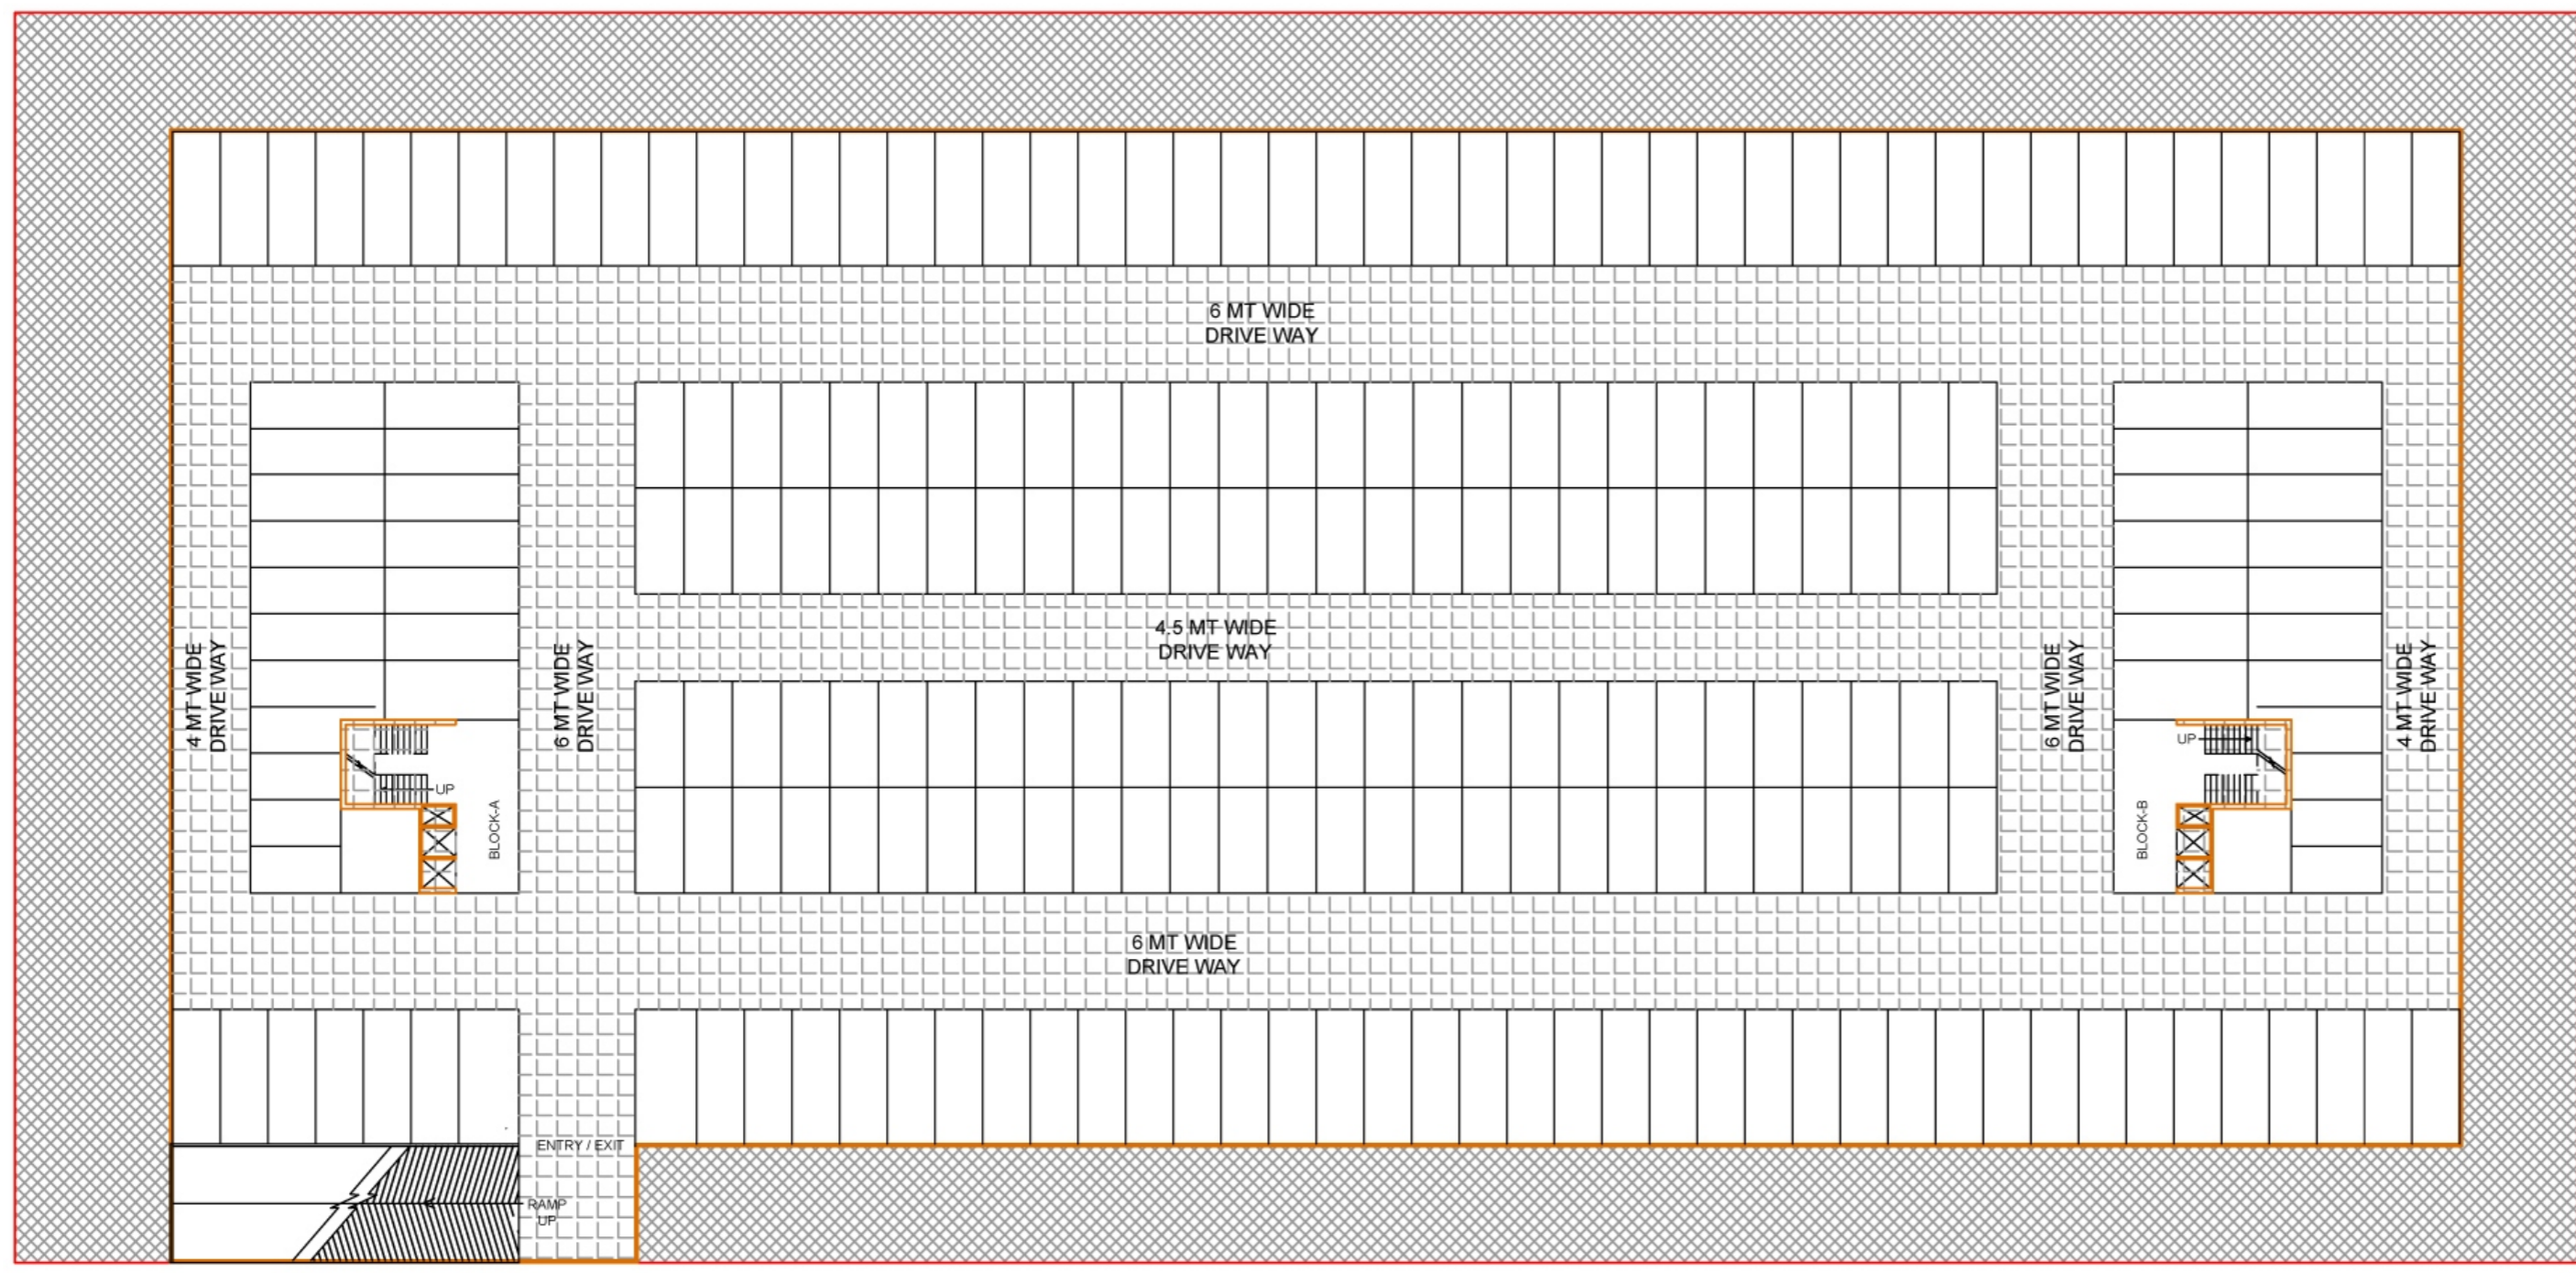 6 MT WIDE
DRIVE WAY
4.5 MT WIDE
DRIVE WAY
4 MT WIDE
DRIVE WAY
6 MT WIDE
DRIVE WAY
6 MT WIDE
DRIVE WAY
4 MT WIDE
DRIVE WAY
UP
BLOCK-A
UP
BLOCK-B
6 MT WIDE
DRIVE WAY
ENTRY / EXIT
RAMP
UP